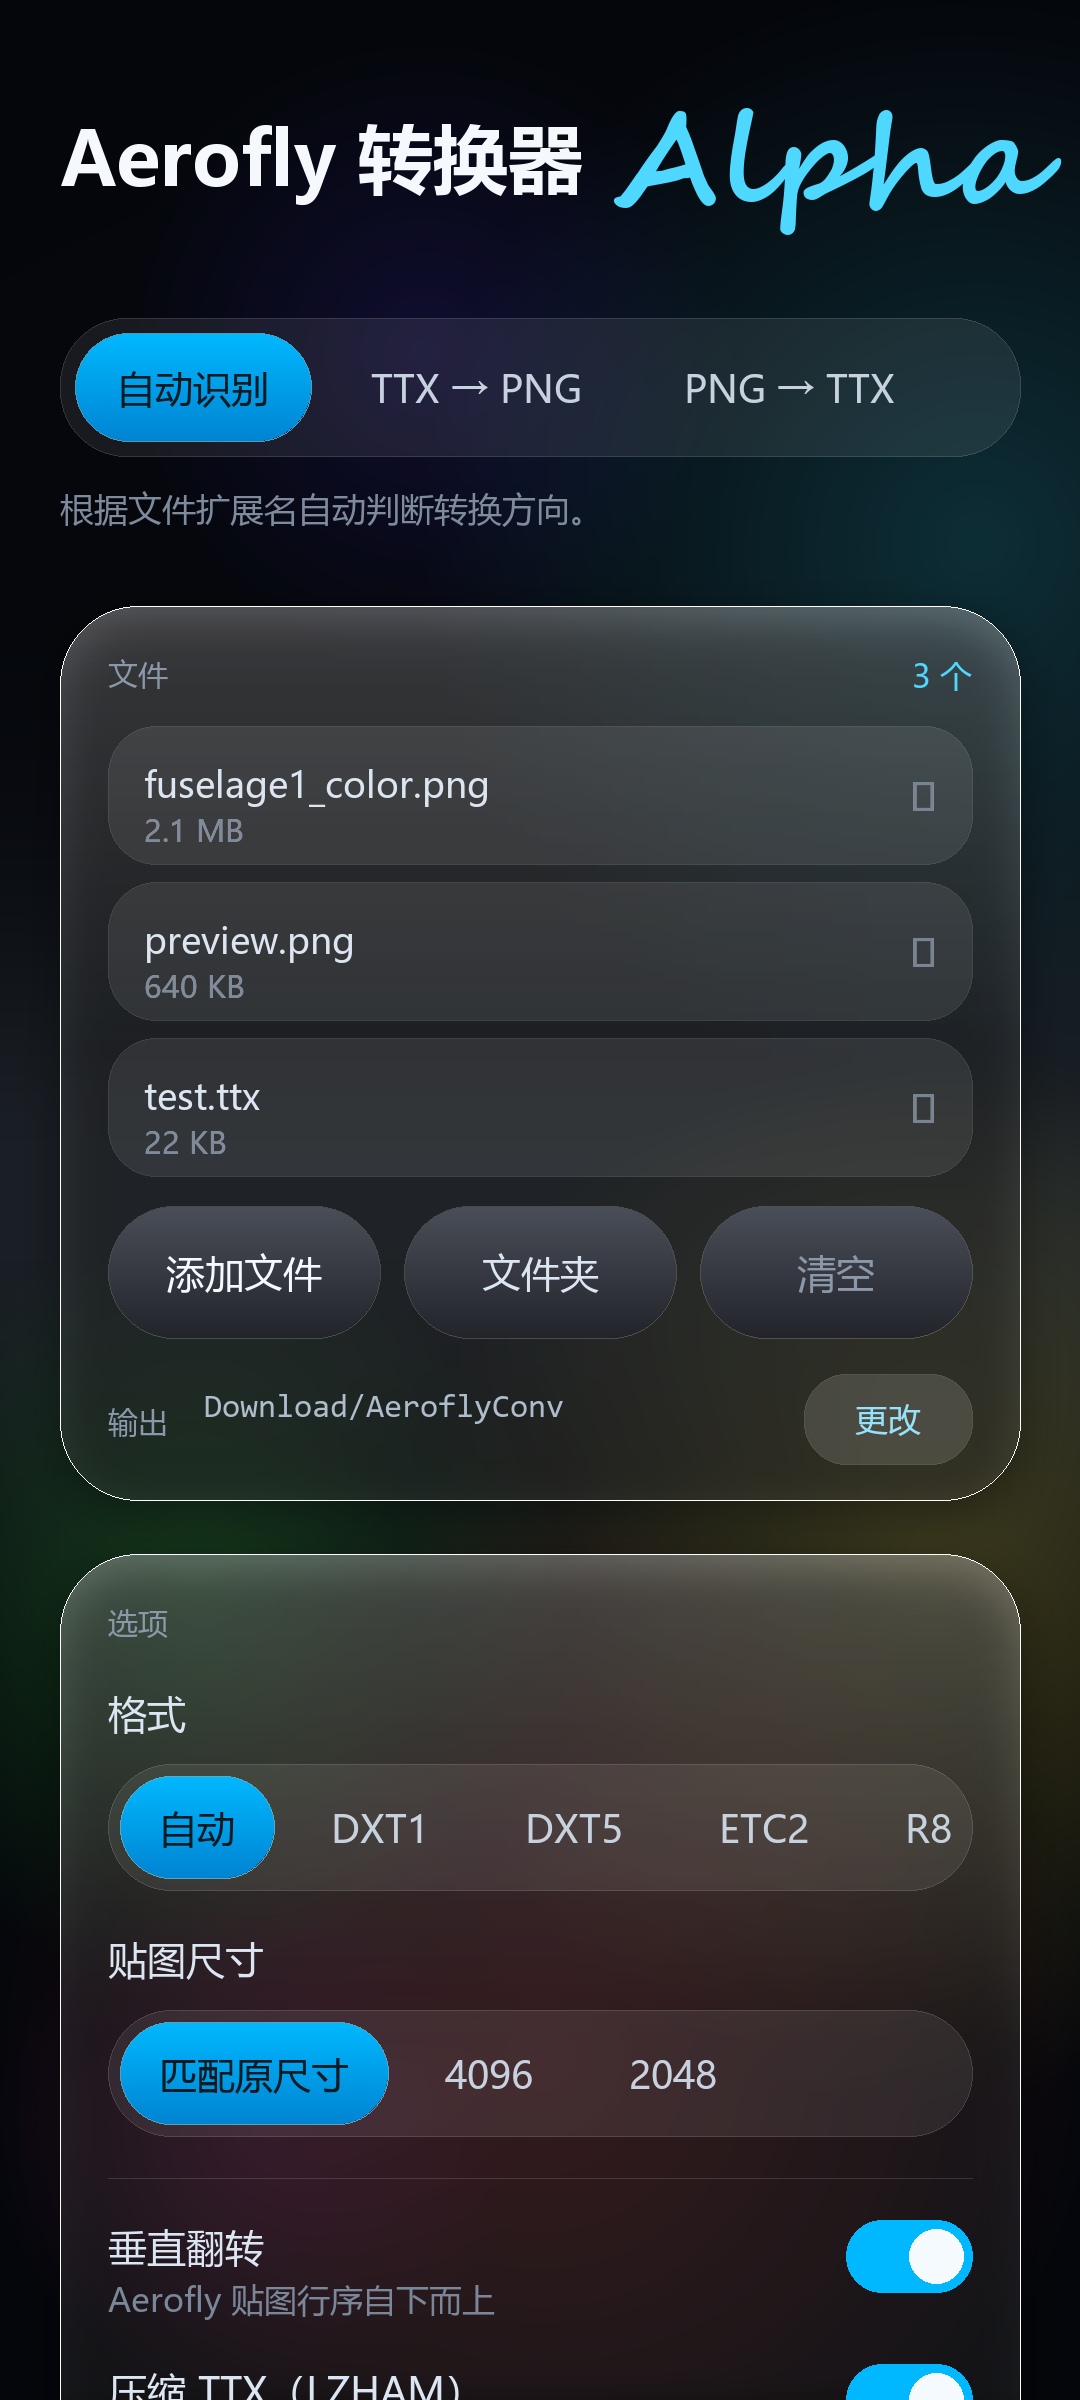 Aerofly 转换器 Alpha
自动识别 TTX → PNG PNG → TTX
根据文件扩展名自动判断转换方向。
文件 3 个
fuselage1_color.png
2.1 MB
preview.png
640 KB
test.ttx
22 KB
添加文件 文件夹 清空
输出 Download/AeroflyConv 更改
选项
格式
自动 DXT1 DXT5 ETC2 R8
贴图尺寸
匹配原尺寸 4096 2048
垂直翻转
Aerofly 贴图行序自下而上
压缩 TTX（LZHAM）